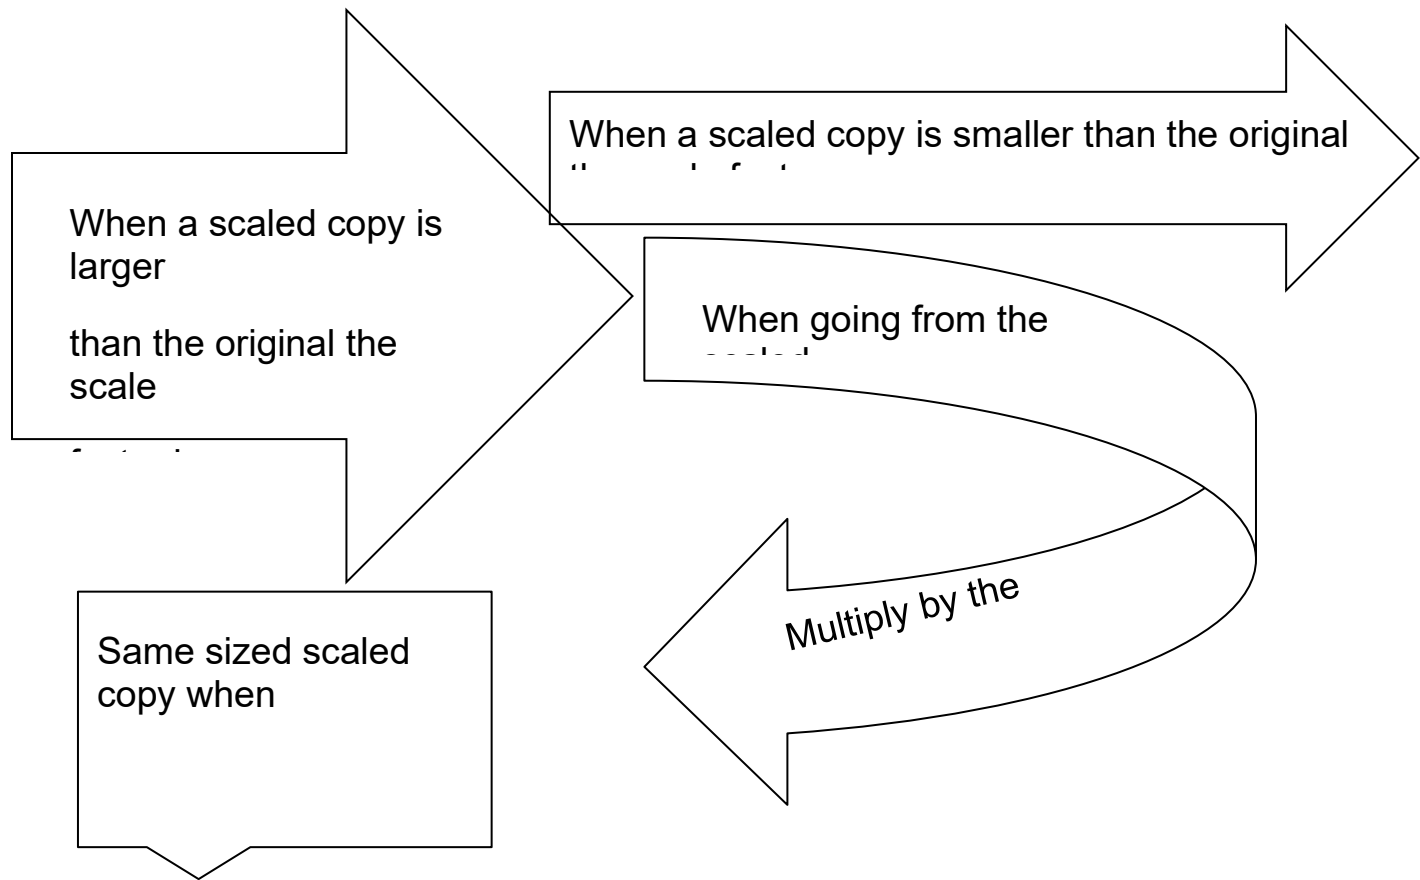 When a scaled copy is smaller than the original
When a scaled copy is
larger
than the original the
scale
When going from the
scaled
Multiply by the
Same sized scaled
copy when